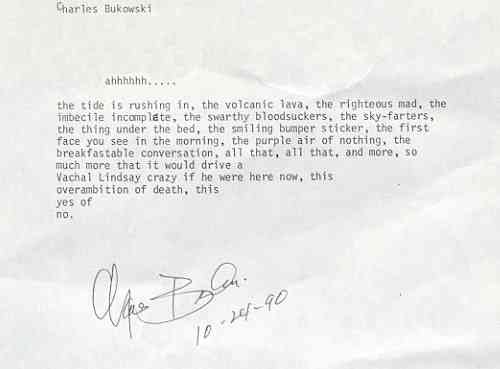 Charles Bukowski
ahhhhhh.....
the tide is rushing in, the volcanic lava, the righteous mad, the
imbecile incomplete, the swarthy bloodsuckers, the sky-farters,
the thing under the bed, the smiling bumper sticker, the first
face you see in the morning, the purple air of nothing, the
breakfastable conversation, all that, all that, and more, so
much more that it would drive a
Vachal Lindsay crazy if he were here now, this
overambition of death, this
yes of
no.
10-24-90